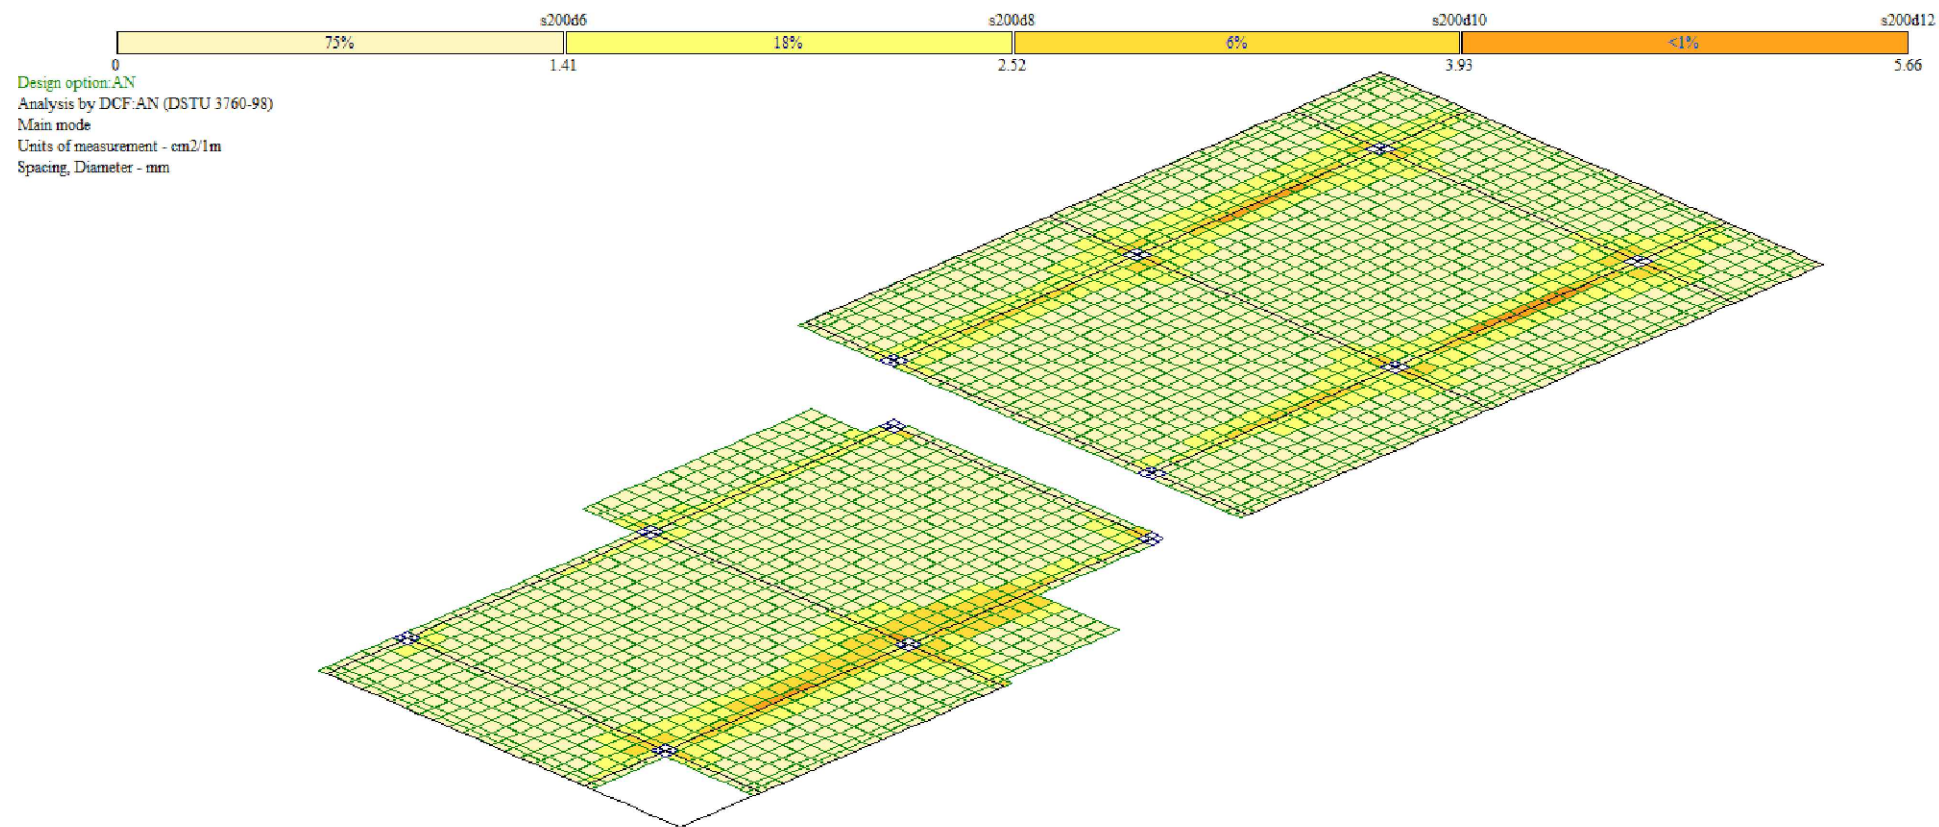 s200d6 s200d8 s200d10 s200d12
75% 18% 6% <1%
0 1.41 2.52 3.93 5.66
Design option:AN
Analysis by DCF:AN (DSTU 3760-98)
Main mode
Units of measurement - cm2/1m
Spacing, Diameter - mm